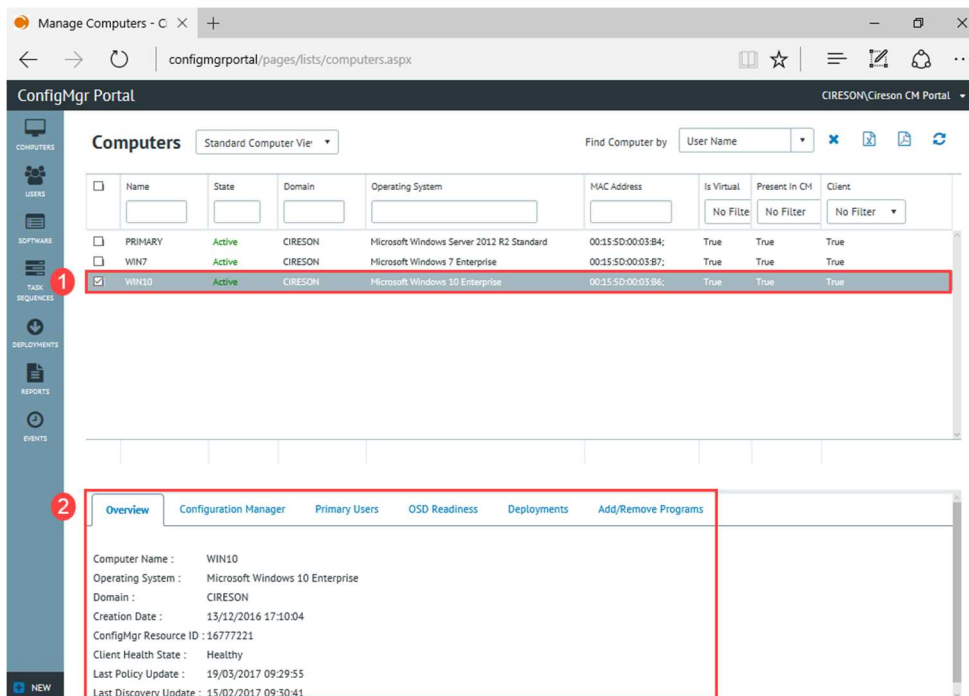 Manage Computers - Ci
configmgrportal/pages/lists/computers.aspx
ConfigMgr Portal
CIRESON\Cireson CM Portal
COMPUTERS
USERS
SOFTWARE
TASK SEQUENCES
DEPLOYMENTS
REPORTS
EVENTS
NEW
Computers
Standard Computer Vie
Find Computer by
User Name
Name State Domain Operating System MAC Address Is Virtual Present In CM Client
No Filte No Filter No Filter
PRIMARY Active CIRESON Microsoft Windows Server 2012 R2 Standard 00:15:5D:00:03:B4; True True True
WIN7 Active CIRESON Microsoft Windows 7 Enterprise 00:15:5D:00:03:B7; True True True
1
WIN10 Active CIRESON Microsoft Windows 10 Enterprise 00:15:5D:00:03:B6; True True True
2
Overview Configuration Manager Primary Users OSD Readiness Deployments Add/Remove Programs
Computer Name : WIN10
Operating System : Microsoft Windows 10 Enterprise
Domain : CIRESON
Creation Date : 13/12/2016 17:10:04
ConfigMgr Resource ID : 16777221
Client Health State : Healthy
Last Policy Update : 19/03/2017 09:29:55
Last Discovery Update : 15/02/2017 09:30:41